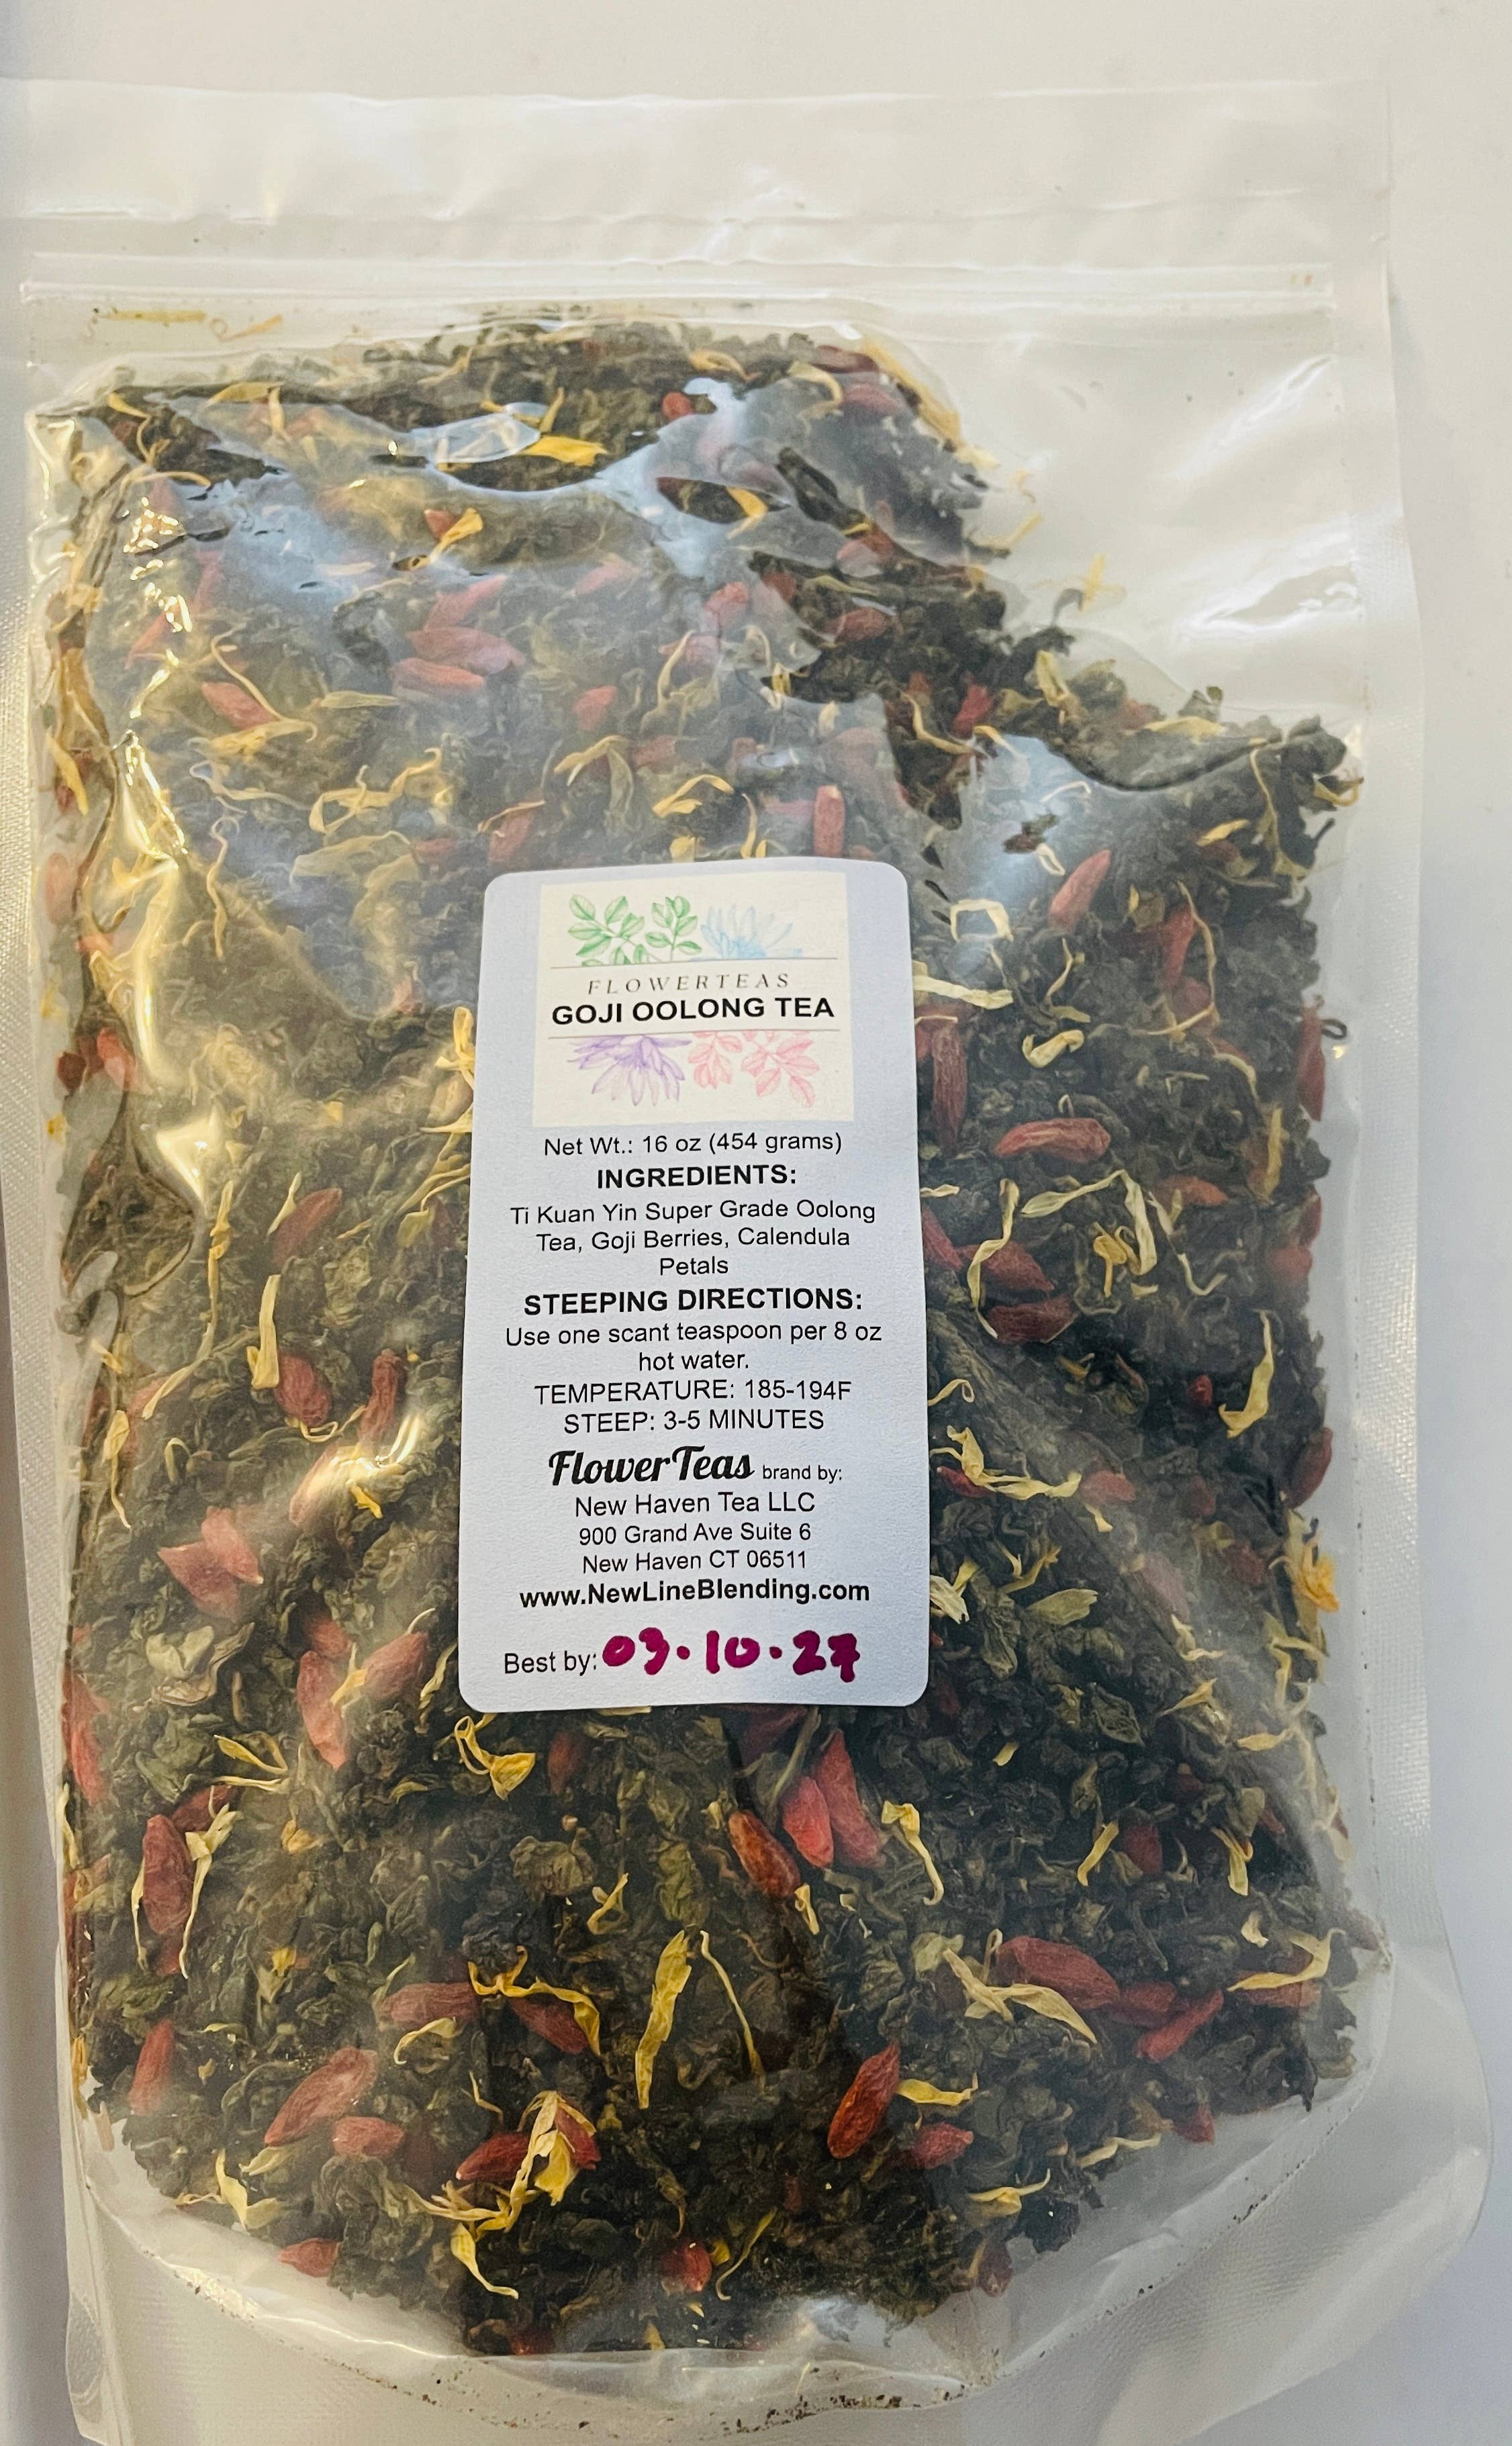 FLOWERTEAS
GOJI OOLONG TEA
Net Wt.: 16 oz (454 grams)
INGREDIENTS:
Ti Kuan Yin Super Grade Oolong
Tea, Goji Berries, Calendula
Petals
STEEPING DIRECTIONS:
Use one scant teaspoon per 8 oz
hot water.
TEMPERATURE: 185-194F
STEEP: 3-5 MINUTES
FlowerTeas brand by:
New Haven Tea LLC
900 Grand Ave Suite 6
New Haven CT 06511
www.NewLineBlending.com
Best by: 03.10.27